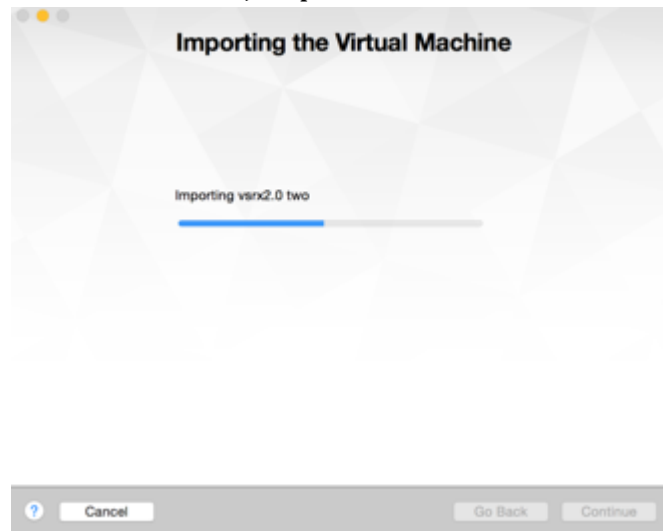 Importing the Virtual Machine
Importing vsrx2.0 two
? Cancel Go Back Continue